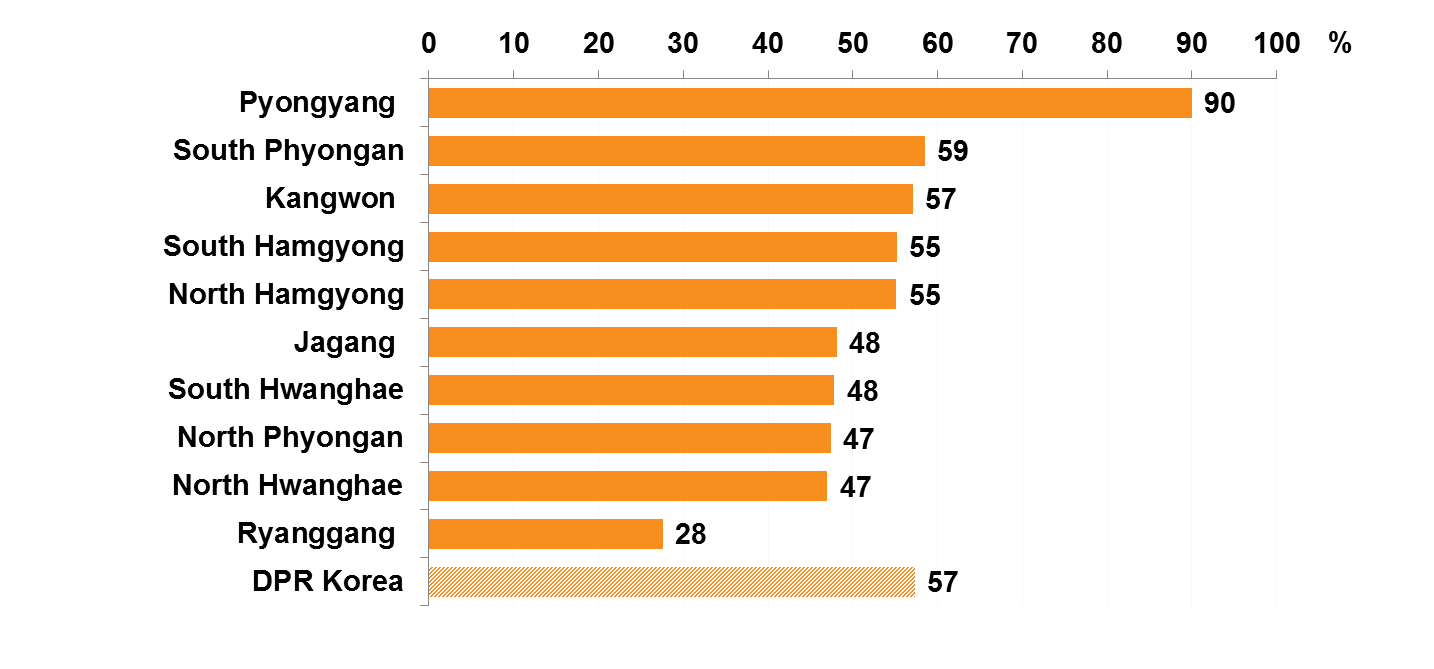 0 10 20 30 40 50 60 70 80 90 100 %
Pyongyang 90
South Phyongan 59
Kangwon 57
South Hamgyong 55
North Hamgyong 55
Jagang 48
South Hwanghae 48
North Phyongan 47
North Hwanghae 47
Ryanggang 28
DPR Korea 57